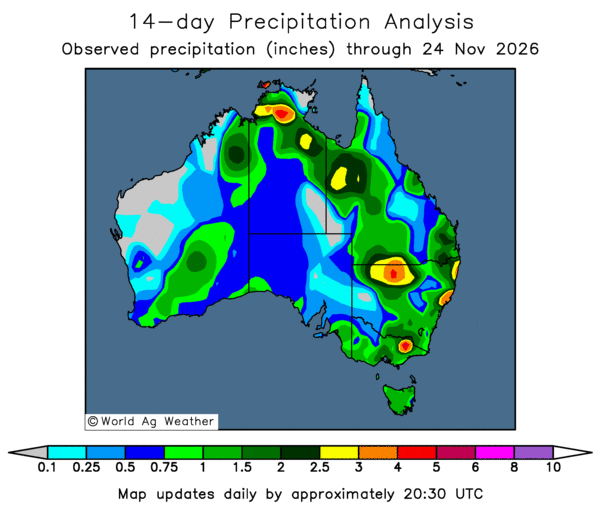 14-day Precipitation Analysis
Observed precipitation (inches) through 24 Nov 2026
© World Ag Weather
0.1 0.25 0.5 0.75 1 1.5 2 2.5 3 4 5 6 8 10
Map updates daily by approximately 20:30 UTC